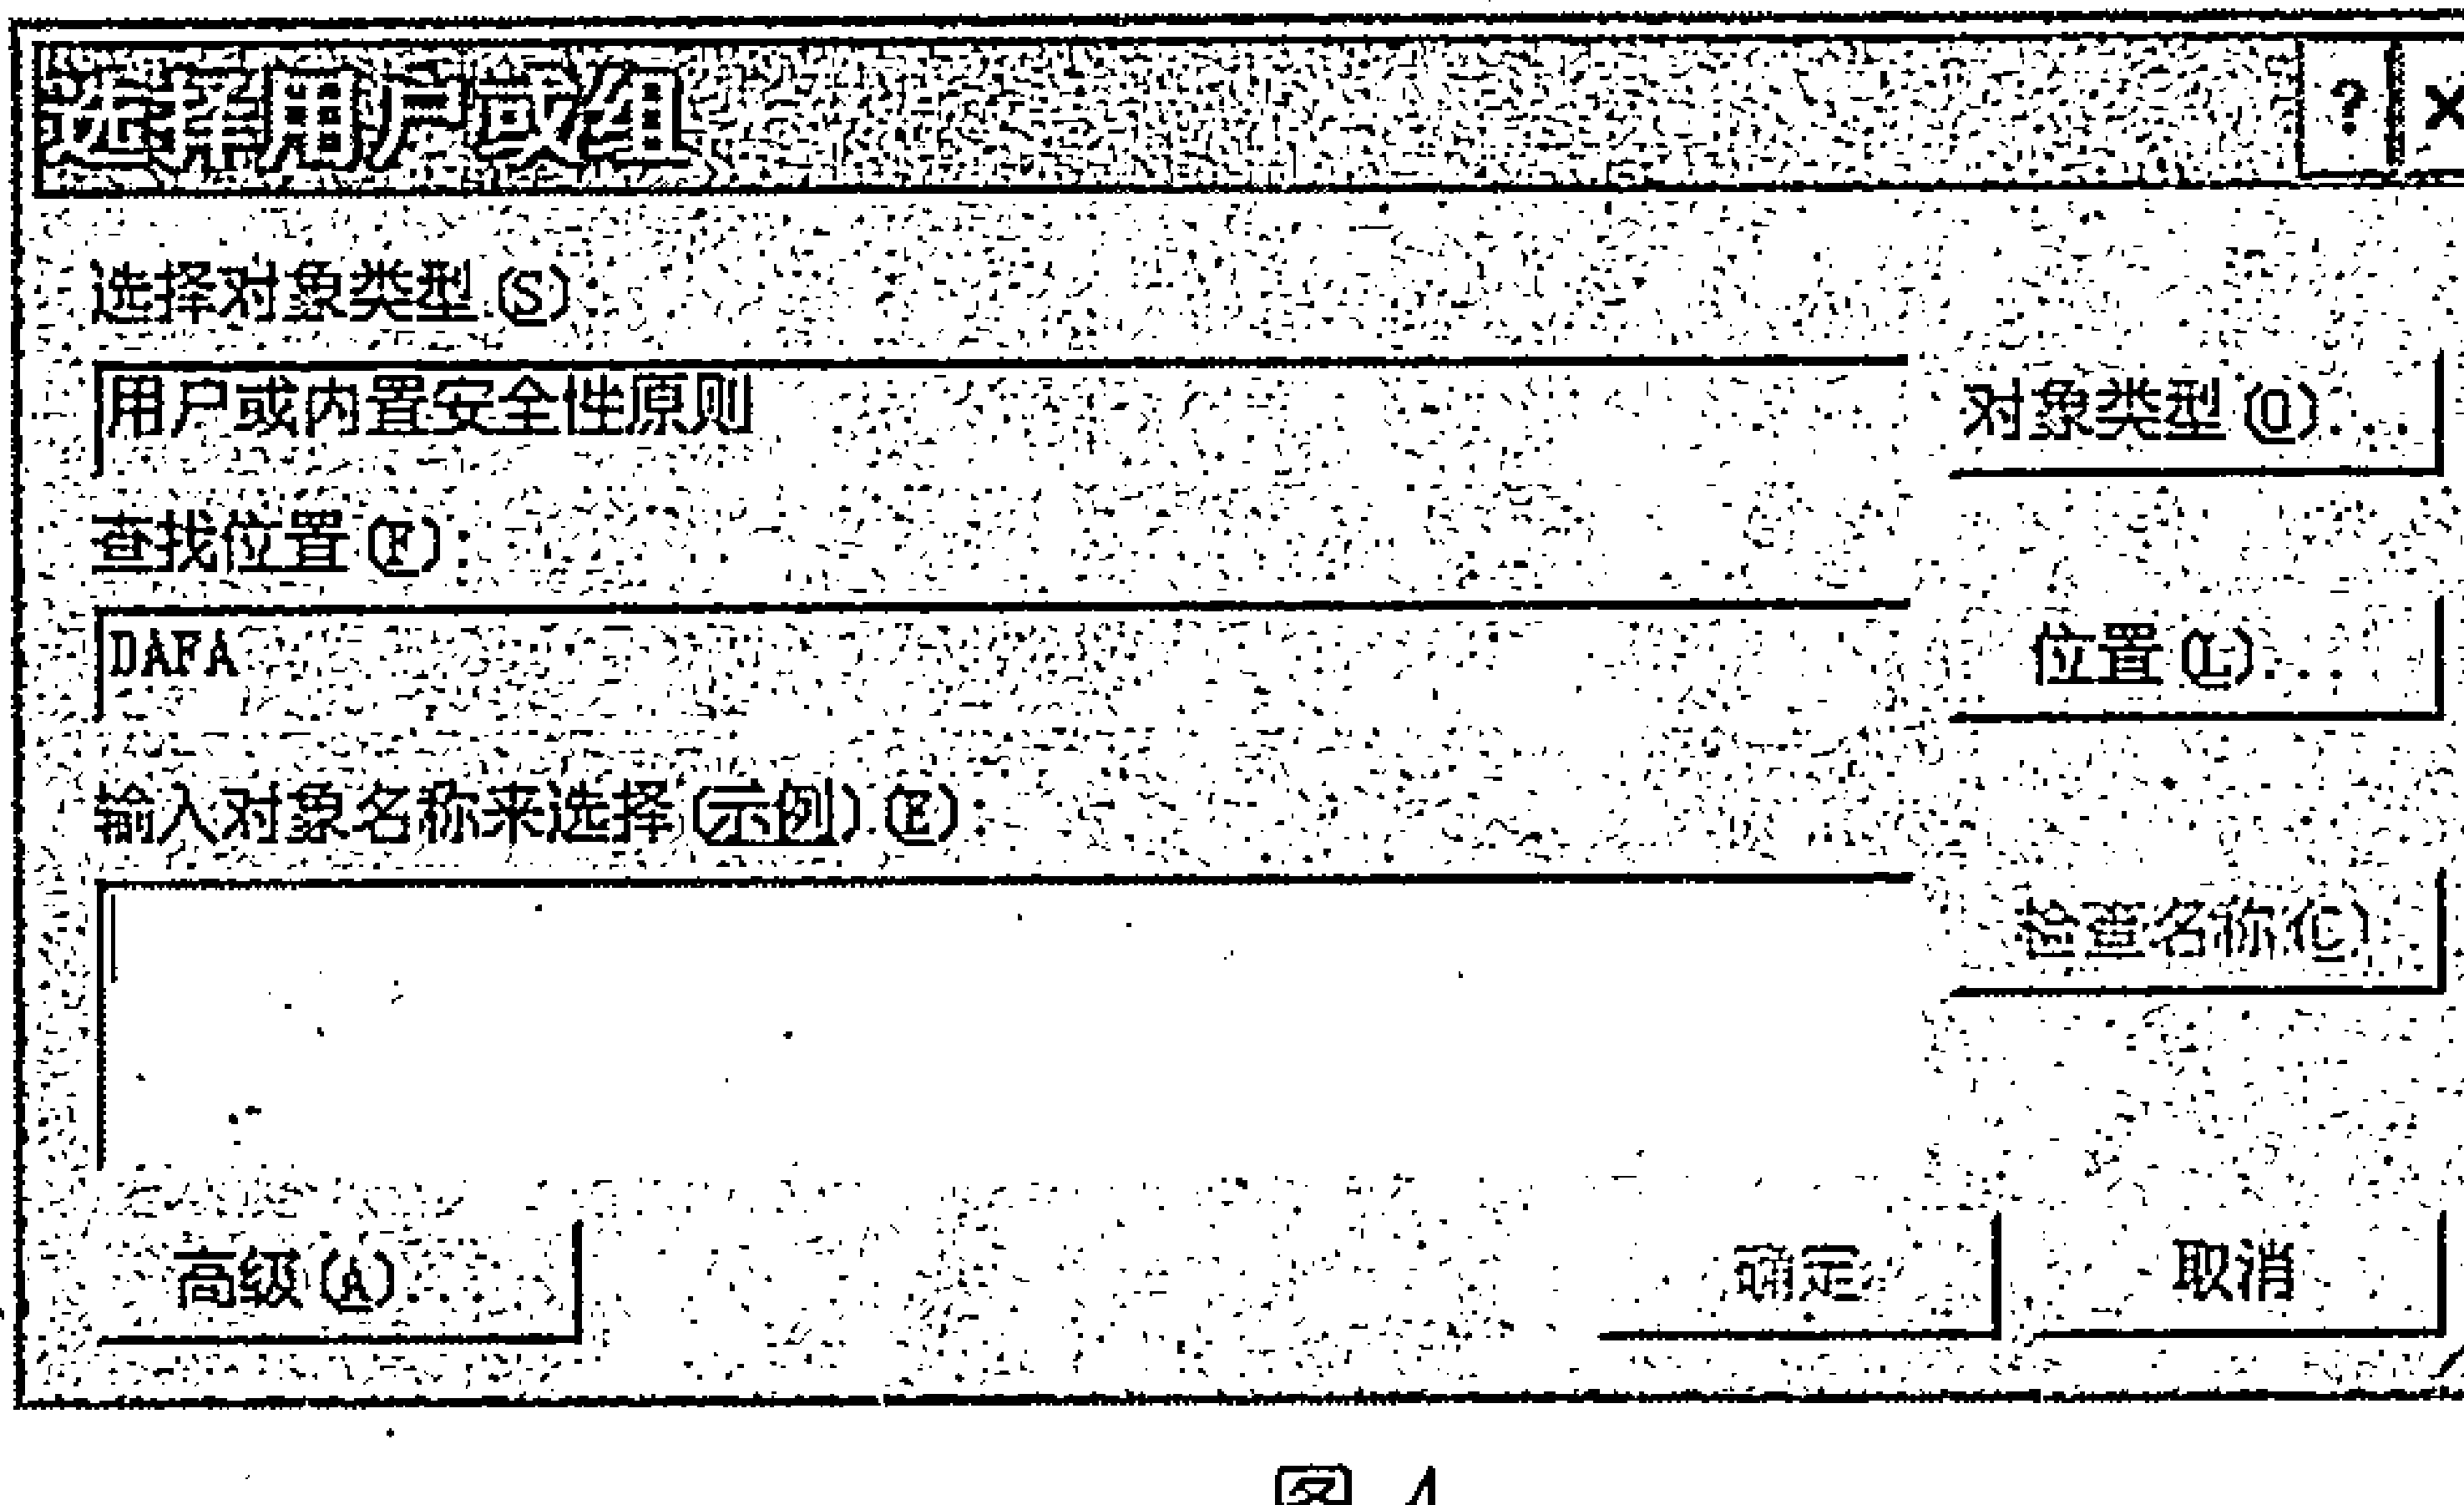 选择用户或组
选择对象类型(S):
用户或内置安全性原则
对象类型(O)...
查找位置(F):
DAFA
位置(L)...
输入对象名称来选择(示例)(E):
检查名称(C)
高级(A)...
确定
取消
图